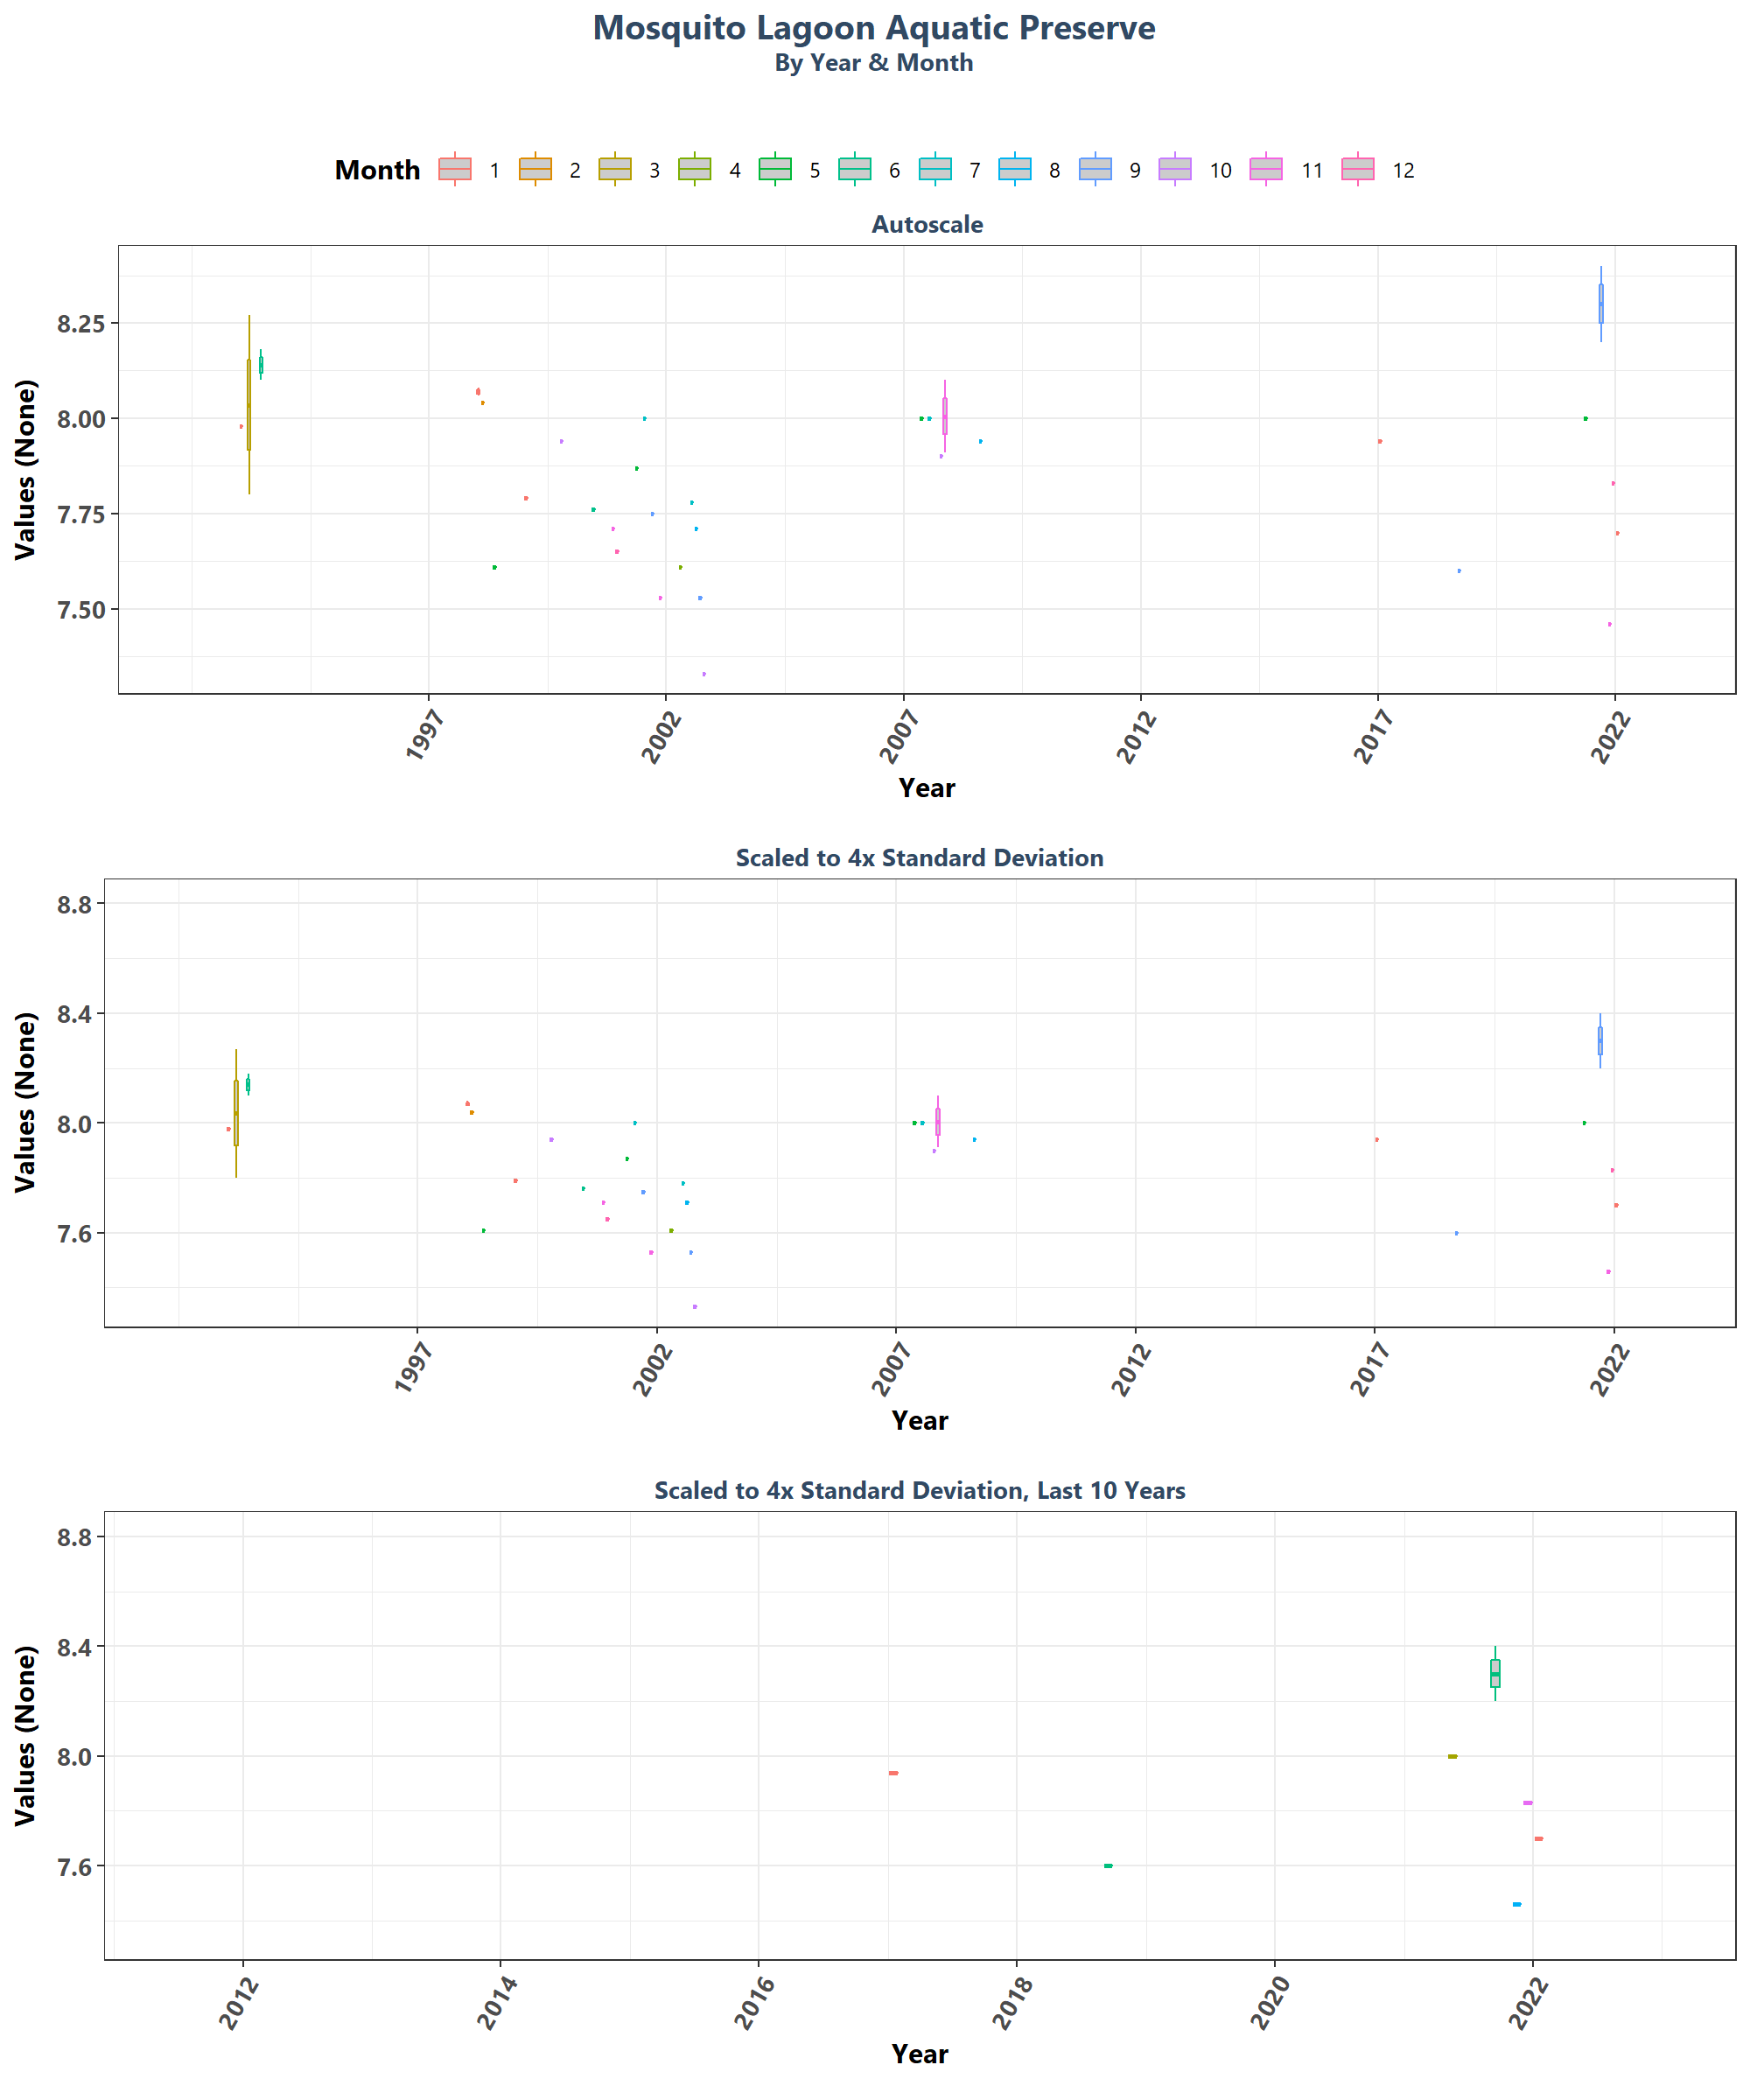 Mosquito Lagoon Aquatic Preserve
By Year & Month
Month 1 2 3 4 5 6 7 8 9 10 11 12
Autoscale
Values (None)
8.25
8.00
7.75
7.50
1997 2002 2007 2012 2017 2022
Year
Scaled to 4x Standard Deviation
Values (None)
8.8
8.4
8.0
7.6
1997 2002 2007 2012 2017 2022
Year
Scaled to 4x Standard Deviation, Last 10 Years
Values (None)
8.8
8.4
8.0
7.6
2012 2014 2016 2018 2020 2022
Year